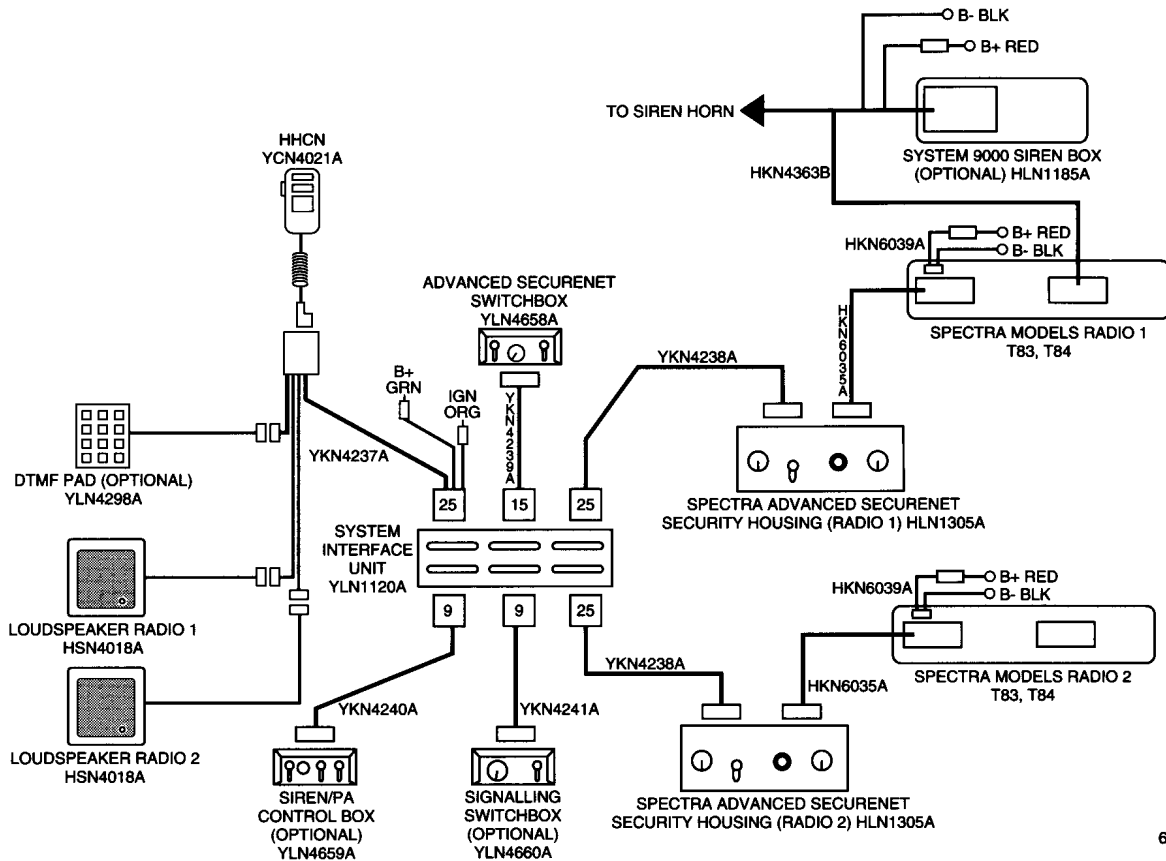 B- BLK
B+ RED
TO SIREN HORN
SYSTEM 9000 SIREN BOX
(OPTIONAL) HLN1185A
HKN4363B
HHCN
YCN4021A
HKN6039A
B+ RED
B- BLK
SPECTRA MODELS RADIO 1
T83, T84
ADVANCED SECURENET
SWITCHBOX
YLN4658A
HKN6035A
YKN4238A
B+
GRN
IGN
ORG
YKN4239A
YKN4237A
DTMF PAD (OPTIONAL)
YLN4298A
25
15
25
SPECTRA ADVANCED SECURENET
SECURITY HOUSING (RADIO 1) HLN1305A
SYSTEM
INTERFACE
UNIT
YLN1120A
LOUDSPEAKER RADIO 1
HSN4018A
9
9
25
HKN6039A
B+ RED
B- BLK
SPECTRA MODELS RADIO 2
T83, T84
YKN4238A
HKN6035A
YKN4240A
YKN4241A
LOUDSPEAKER RADIO 2
HSN4018A
SIREN/PA
CONTROL BOX
(OPTIONAL)
YLN4659A
SIGNALLING
SWITCHBOX
(OPTIONAL)
YLN4660A
SPECTRA ADVANCED SECURENET
SECURITY HOUSING (RADIO 2) HLN1305A
6